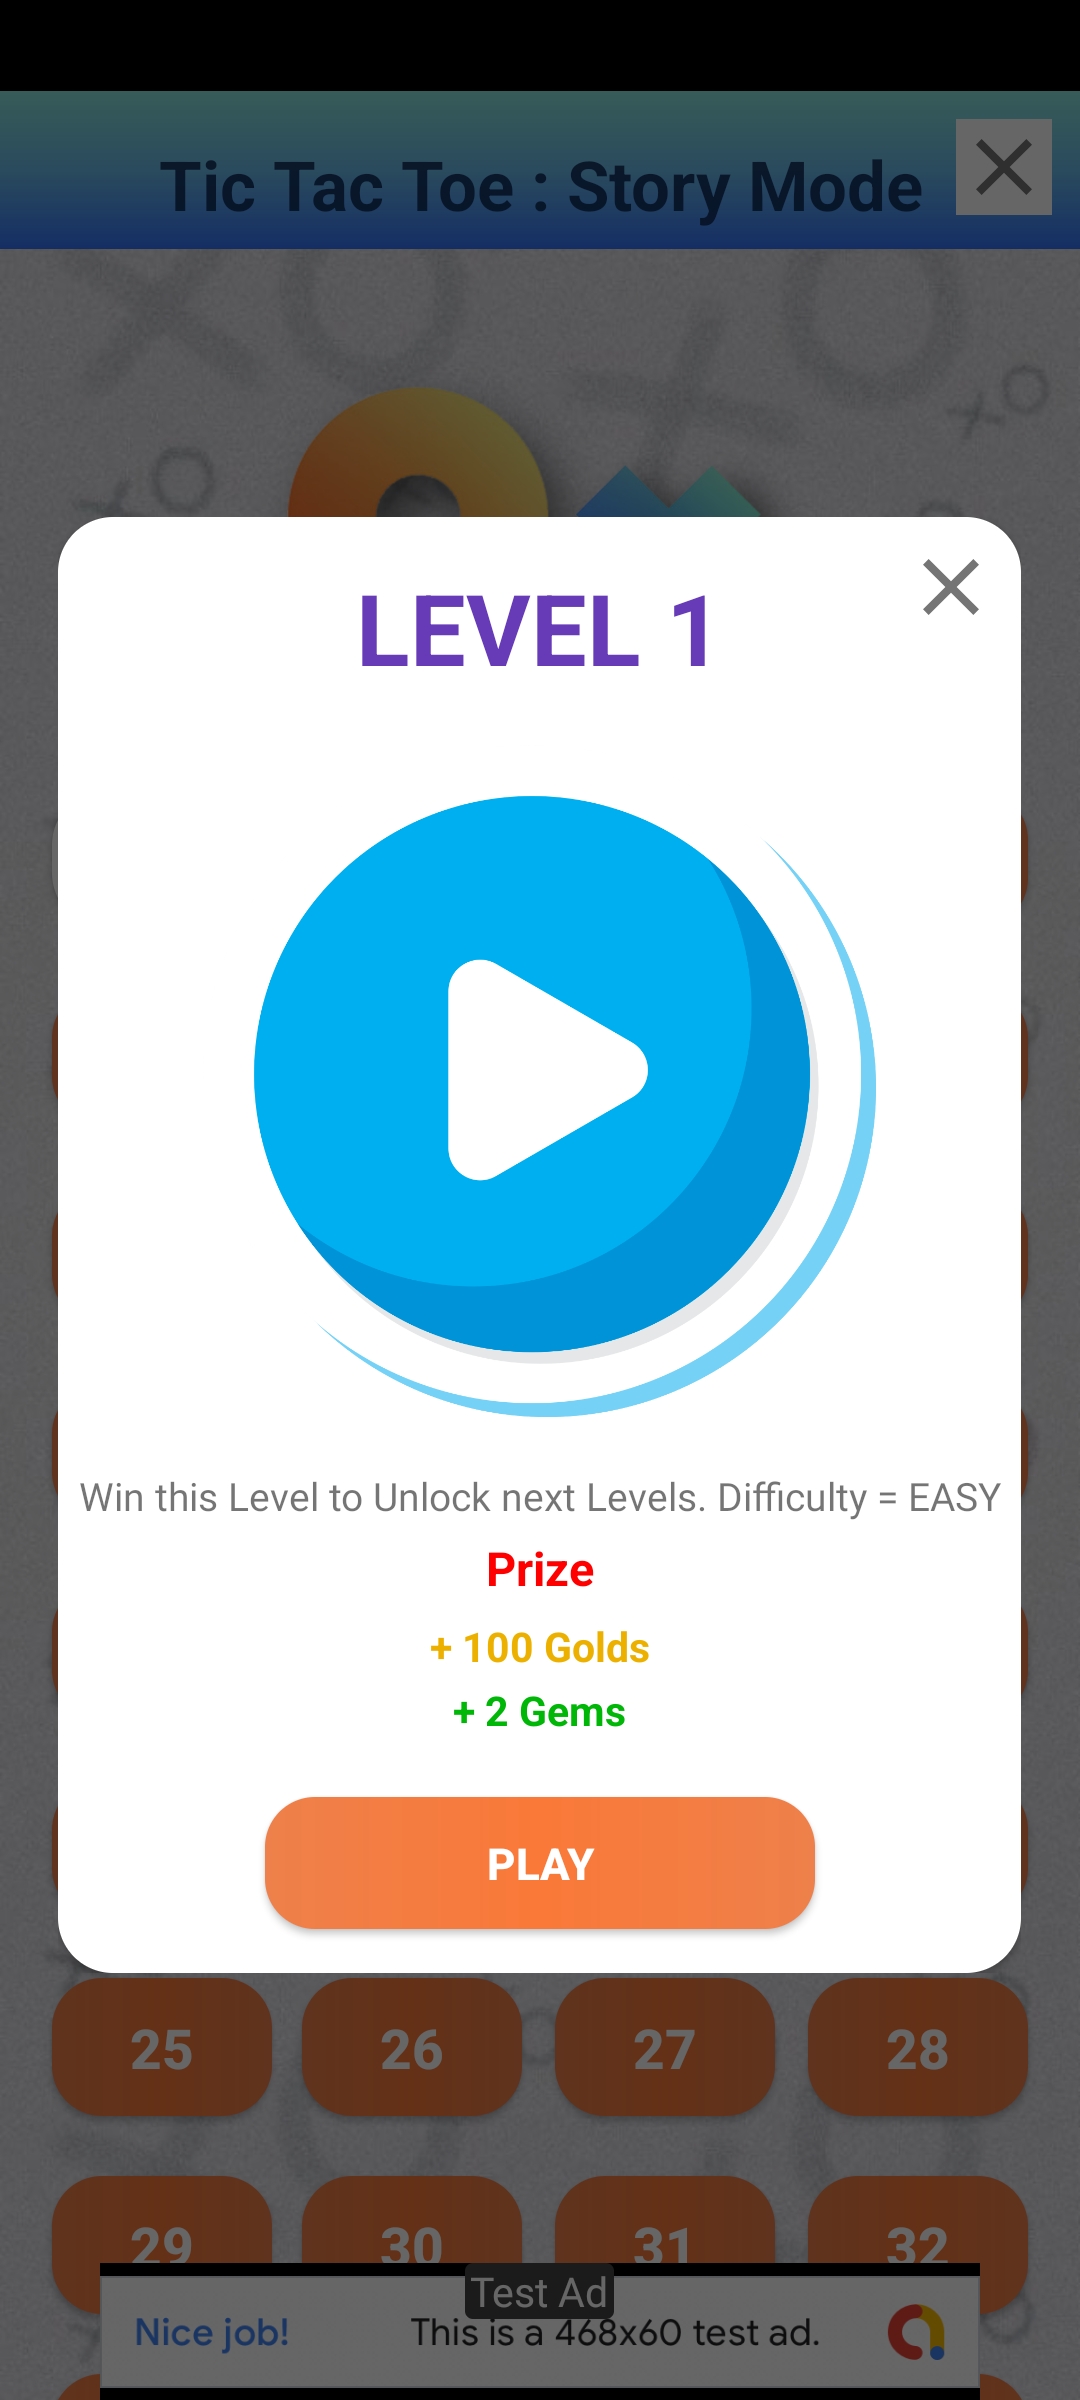 Tic Tac Toe : Story Mode
LEVEL 1
Win this Level to Unlock next Levels. Difficulty = EASY
Prize
+ 100 Golds
+ 2 Gems
PLAY
25 26 27 28
29 30 31 32
Test Ad
Nice job! This is a 468x60 test ad.